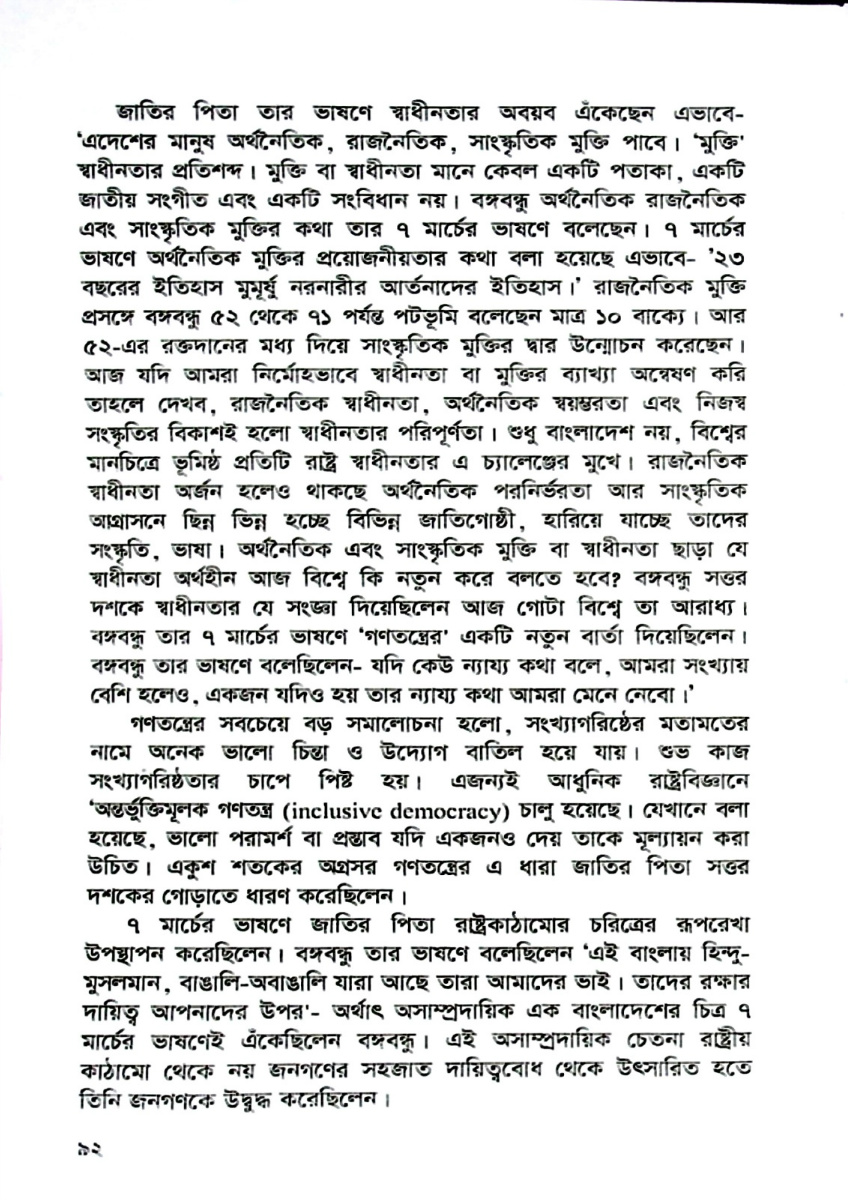 জাতির পিতা তার ভাষণে স্বাধীনতার অবয়ব এঁকেছেন এভাবে-
‘এদেশের মানুষ অর্থনৈতিক, রাজনৈতিক, সাংস্কৃতিক মুক্তি পাবে। ‘মুক্তি'
স্বাধীনতার প্রতিশব্দ। মুক্তি বা স্বাধীনতা মানে কেবল একটি পতাকা, একটি
জাতীয় সংগীত এবং একটি সংবিধান নয়। বঙ্গবন্ধু অর্থনৈতিক রাজনৈতিক
এবং সাংস্কৃতিক মুক্তির কথা তার ৭ মার্চের ভাষণে বলেছেন। ৭ মার্চের
ভাষণে অর্থনৈতিক মুক্তির প্রয়োজনীয়তার কথা বলা হয়েছে এভাবে- '২৩
বছরের ইতিহাস মুমূর্ষু নরনারীর আর্তনাদের ইতিহাস।’ রাজনৈতিক মুক্তি
প্রসঙ্গে বঙ্গবন্ধু ৫২ থেকে ৭১ পর্যন্ত পটভূমি বলেছেন মাত্র ১০ বাক্যে। আর
৫২-এর রক্তদানের মধ্য দিয়ে সাংস্কৃতিক মুক্তির দ্বার উন্মোচন করেছেন।
আজ যদি আমরা নির্মোহভাবে স্বাধীনতা বা মুক্তির ব্যাখ্যা অন্বেষণ করি
তাহলে দেখব, রাজনৈতিক স্বাধীনতা, অর্থনৈতিক স্বয়ম্ভরতা এবং নিজস্ব
সংস্কৃতির বিকাশই হলো স্বাধীনতার পরিপূর্ণতা। শুধু বাংলাদেশ নয়, বিশ্বের
মানচিত্রে ভূমিষ্ঠ প্রতিটি রাষ্ট্র স্বাধীনতার এ চ্যালেঞ্জের মুখে। রাজনৈতিক
স্বাধীনতা অর্জন হলেও থাকছে অর্থনৈতিক পরনির্ভরতা আর সাংস্কৃতিক
আগ্রাসনে ছিন্ন ভিন্ন হচ্ছে বিভিন্ন জাতিগোষ্ঠী, হারিয়ে যাচ্ছে তাদের
সংস্কৃতি, ভাষা। অর্থনৈতিক এবং সাংস্কৃতিক মুক্তি বা স্বাধীনতা ছাড়া যে
স্বাধীনতা অর্থহীন আজ বিশ্বে কি নতুন করে বলতে হবে? বঙ্গবন্ধু সত্তর
দশকে স্বাধীনতার যে সংজ্ঞা দিয়েছিলেন আজ গোটা বিশ্বে তা আরাধ্য।
বঙ্গবন্ধু তার ৭ মার্চের ভাষণে ‘গণতন্ত্রের' একটি নতুন বার্তা দিয়েছিলেন।
বঙ্গবন্ধু তার ভাষণে বলেছিলেন- যদি কেউ ন্যায্য কথা বলে, আমরা সংখ্যায়
বেশি হলেও, একজন যদিও হয় তার ন্যায্য কথা আমরা মেনে নেবো।’
গণতন্ত্রের সবচেয়ে বড় সমালোচনা হলো, সংখ্যাগরিষ্ঠের মতামতের
নামে অনেক ভালো চিন্তা ও উদ্যোগ বাতিল হয়ে যায়। শুভ কাজ
সংখ্যাগরিষ্ঠতার চাপে পিষ্ট হয়। এজন্যই আধুনিক রাষ্ট্রবিজ্ঞানে
‘অন্তর্ভুক্তিমূলক গণতন্ত্র (inclusive democracy) চালু হয়েছে। যেখানে বলা
হয়েছে, ভালো পরামর্শ বা প্রস্তাব যদি একজনও দেয় তাকে মূল্যায়ন করা
উচিত। একুশ শতকের অগ্রসর গণতন্ত্রের এ ধারা জাতির পিতা সত্তর
দশকের গোড়াতে ধারণ করেছিলেন।
৭ মার্চের ভাষণে জাতির পিতা রাষ্ট্রকাঠামোর চরিত্রের রূপরেখা
উপস্থাপন করেছিলেন। বঙ্গবন্ধু তার ভাষণে বলেছিলেন ‘এই বাংলায় হিন্দু-
মুসলমান, বাঙালি-অবাঙালি যারা আছে তারা আমাদের ভাই। তাদের রক্ষার
দায়িত্ব আপনাদের উপর'- অর্থাৎ অসাম্প্রদায়িক এক বাংলাদেশের চিত্র ৭
মার্চের ভাষণেই এঁকেছিলেন বঙ্গবন্ধু। এই অসাম্প্রদায়িক চেতনা রাষ্ট্রীয়
কাঠামো থেকে নয় জনগণের সহজাত দায়িত্ববোধ থেকে উৎসারিত হতে
তিনি জনগণকে উদ্বুদ্ধ করেছিলেন।
৯২